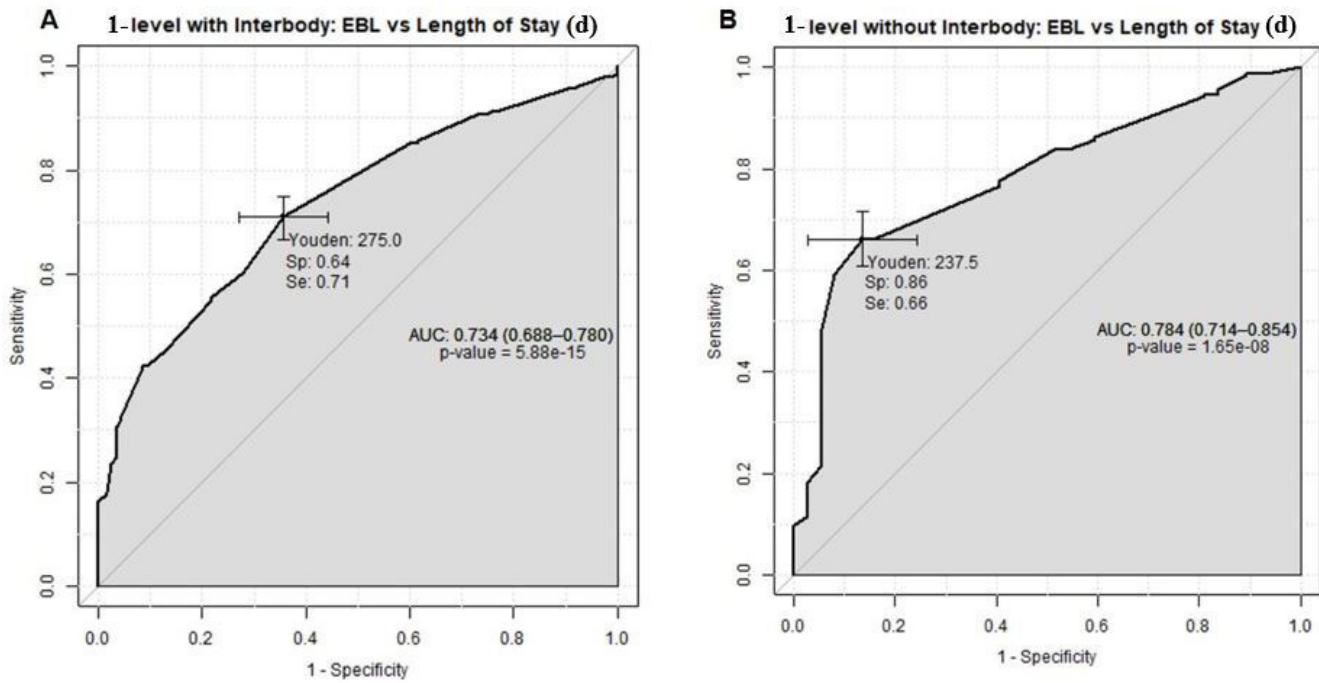 A
1-level with Interbody: EBL vs Length of Stay (d)
1.0
0.8
0.6
0.4
0.2
0.0
Sensitivity
Youden: 275.0
Sp: 0.64
Se: 0.71
AUC: 0.734 (0.688–0.780)
p-value = 5.88e-15
0.0 0.2 0.4 0.6 0.8 1.0
1 - Specificity
B
1-level without Interbody: EBL vs Length of Stay (d)
1.0
0.8
0.6
0.4
0.2
0.0
Sensitivity
Youden: 237.5
Sp: 0.86
Se: 0.66
AUC: 0.784 (0.714–0.854)
p-value = 1.65e-08
0.0 0.2 0.4 0.6 0.8 1.0
1 - Specificity